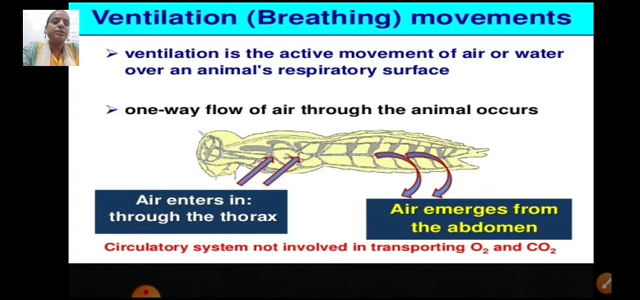 Ventilation (Breathing) movements
➢ ventilation is the active movement of air or water
over an animal's respiratory surface
➢ one-way flow of air through the animal occurs
Air enters in:
through the thorax
Air emerges from
the abdomen
Circulatory system not involved in transporting O₂ and CO₂